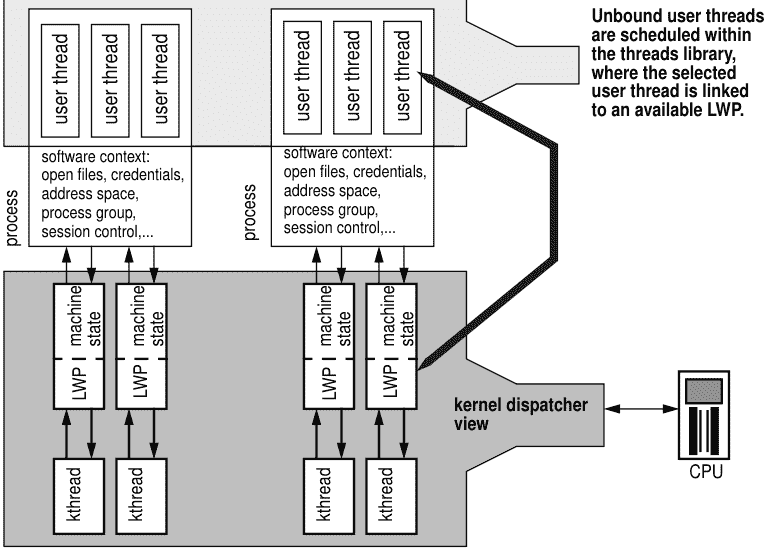 user thread
user thread
user thread
user thread
user thread
user thread
Unbound user threads
are scheduled within
the threads library,
where the selected
user thread is linked
to an available LWP.
process
software context:
open files, credentials,
address space,
process group,
session control,...
process
software context:
open files, credentials,
address space,
process group,
session control,...
LWP
machine
state
LWP
machine
state
LWP
machine
state
LWP
machine
state
kernel dispatcher
view
CPU
kthread
kthread
kthread
kthread